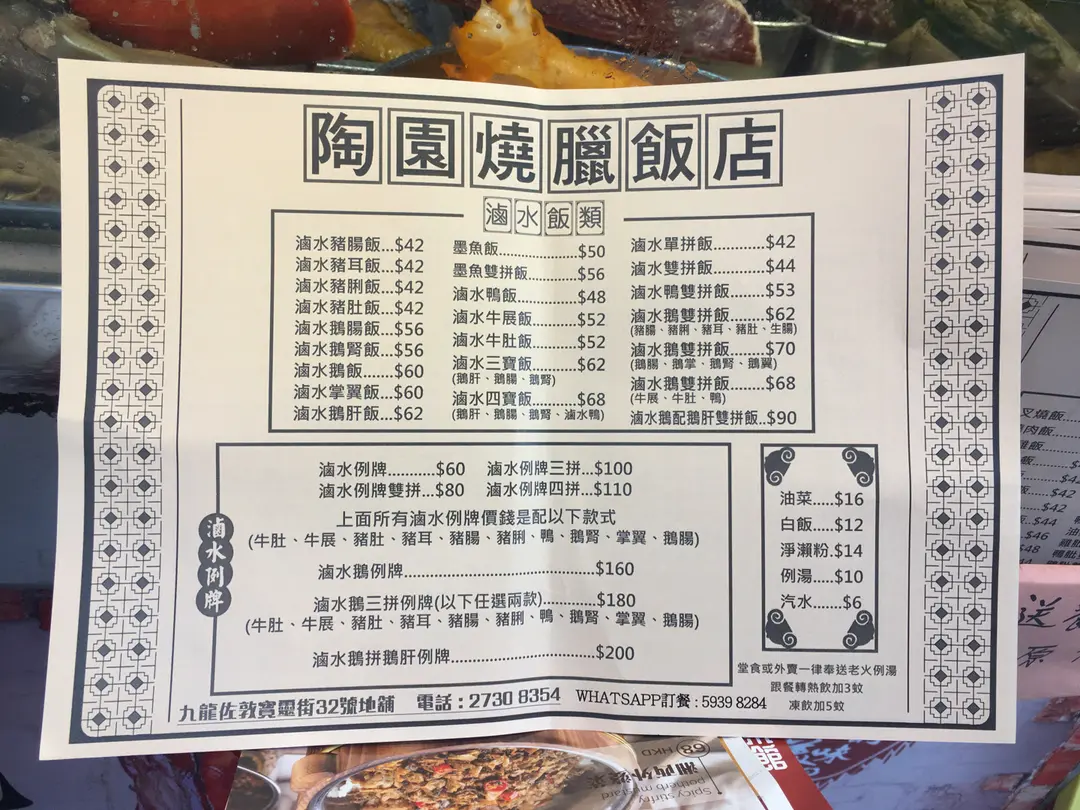 陶園燒臘飯店
滷水飯類
滷水豬腸飯...$42
滷水豬耳飯...$42
滷水豬脷飯...$42
滷水豬肚飯...$42
滷水鵝腸飯...$56
滷水鵝腎飯...$56
滷水鵝飯.....$60
滷水掌翼飯...$60
滷水鵝肝飯...$62
墨魚飯..................$50
墨魚雙拼飯.........$56
滷水鴨飯...........$48
滷水牛展飯.........$52
滷水牛肚飯.........$52
滷水三寶飯.........$62
(鵝肝、鵝腸、鵝腎)
滷水四寶飯.........$68
(鵝肝、鵝腸、鵝腎、滷水鴨)
滷水單拼飯...........$42
滷水雙拼飯...........$44
滷水鴨雙拼飯........$53
滷水鵝雙拼飯........$62
(豬腸、豬脷、豬耳、豬肚、生腸)
滷水鵝雙拼飯........$70
(鵝腸、鵝掌、鵝腎、鵝翼)
滷水鵝雙拼飯........$68
(牛展、牛肚、鴨)
滷水鵝配鵝肝雙拼飯...$90
滷水例牌
滷水例牌...........$60
滷水例牌三拼...$100
滷水例牌雙拼...$80
滷水例牌四拼...$110
上面所有滷水例牌價錢是配以下款式
(牛肚、牛展、豬肚、豬耳、豬腸、豬脷、鴨、鵝腎、掌翼、鵝腸)
滷水鵝例牌.............................$160
滷水鵝三拼例牌(以下任選兩款)............$180
(牛肚、牛展、豬肚、豬耳、豬腸、豬脷、鴨、鵝腎、掌翼、鵝腸)
滷水鵝拼鵝肝例牌......................$200
油菜.....$16
白飯.....$12
淨瀨粉.$14
例湯.....$10
汽水.......$6
堂食或外賣一律奉送老火例湯
跟餐轉熱飲加3蚊
凍飲加5蚊
九龍佐敦寶靈街32號地舖 電話：2730 8354 WHATSAPP訂餐：5939 8284
叉燒飯
送
68 HKD
湘西外婆菜
Spicy stirfry
potherb mustard